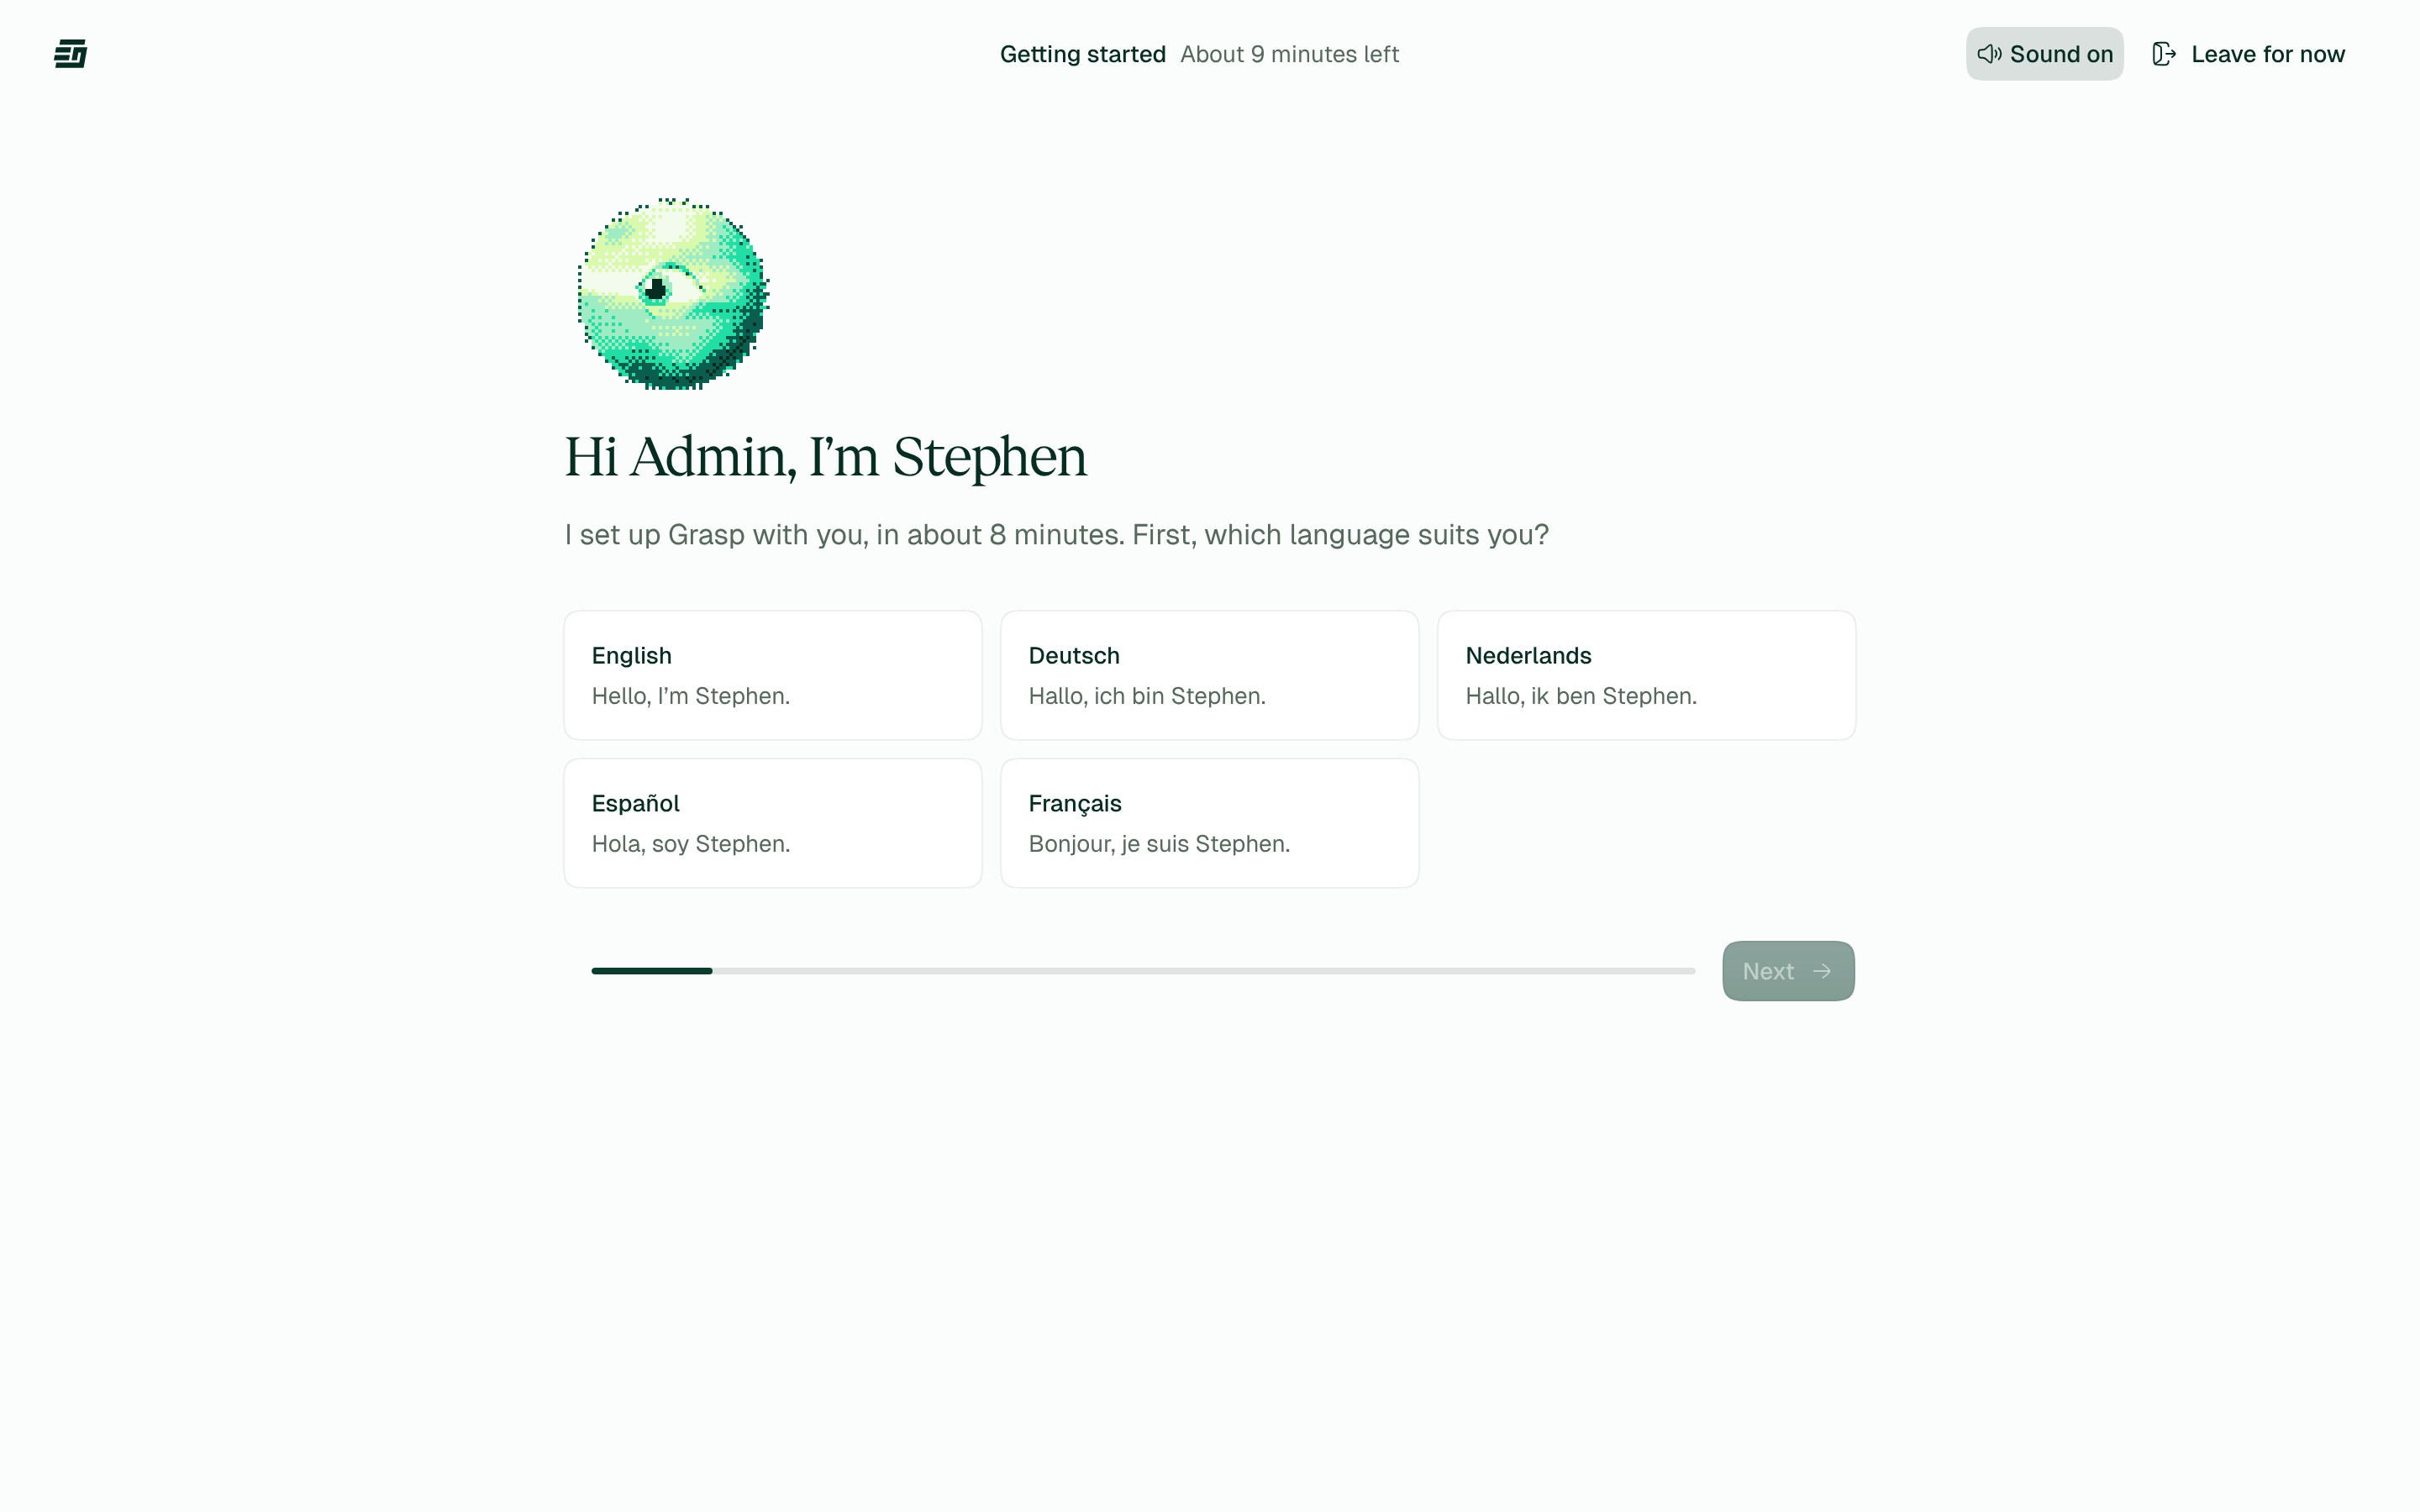 Getting started About 9 minutes left
Sound on
Leave for now
Hi Admin, I’m Stephen
I set up Grasp with you, in about 8 minutes. First, which language suits you?
English
Hello, I’m Stephen.
Deutsch
Hallo, ich bin Stephen.
Nederlands
Hallo, ik ben Stephen.
Español
Hola, soy Stephen.
Français
Bonjour, je suis Stephen.
Next